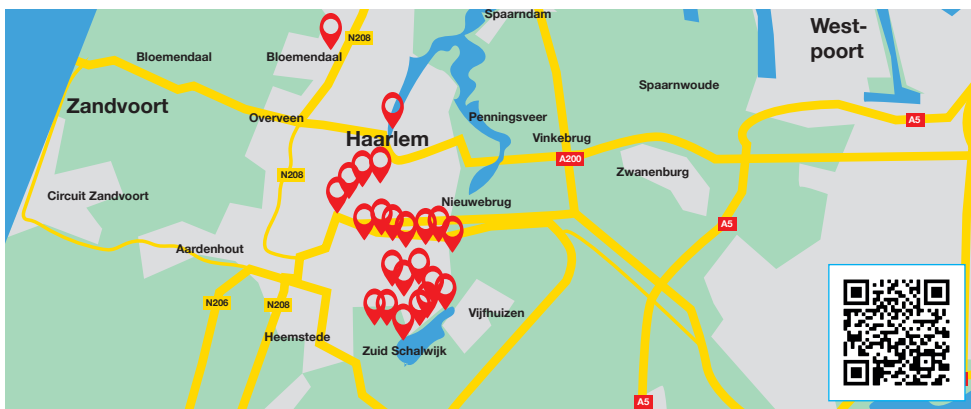 Spaarndam
West-
poort
N208
Bloemendaal
Bloemendaal
Spaarnwoude
Zandvoort
Overveen
Penningsveer
A5
Haarlem
Vinkebrug
A200
N208
Zwanenburg
Circuit Zandvoort
Nieuwebrug
A5
Aardenhout
N206
N208
Vijfhuizen
Heemstede
Zuid Schalwijk
A5